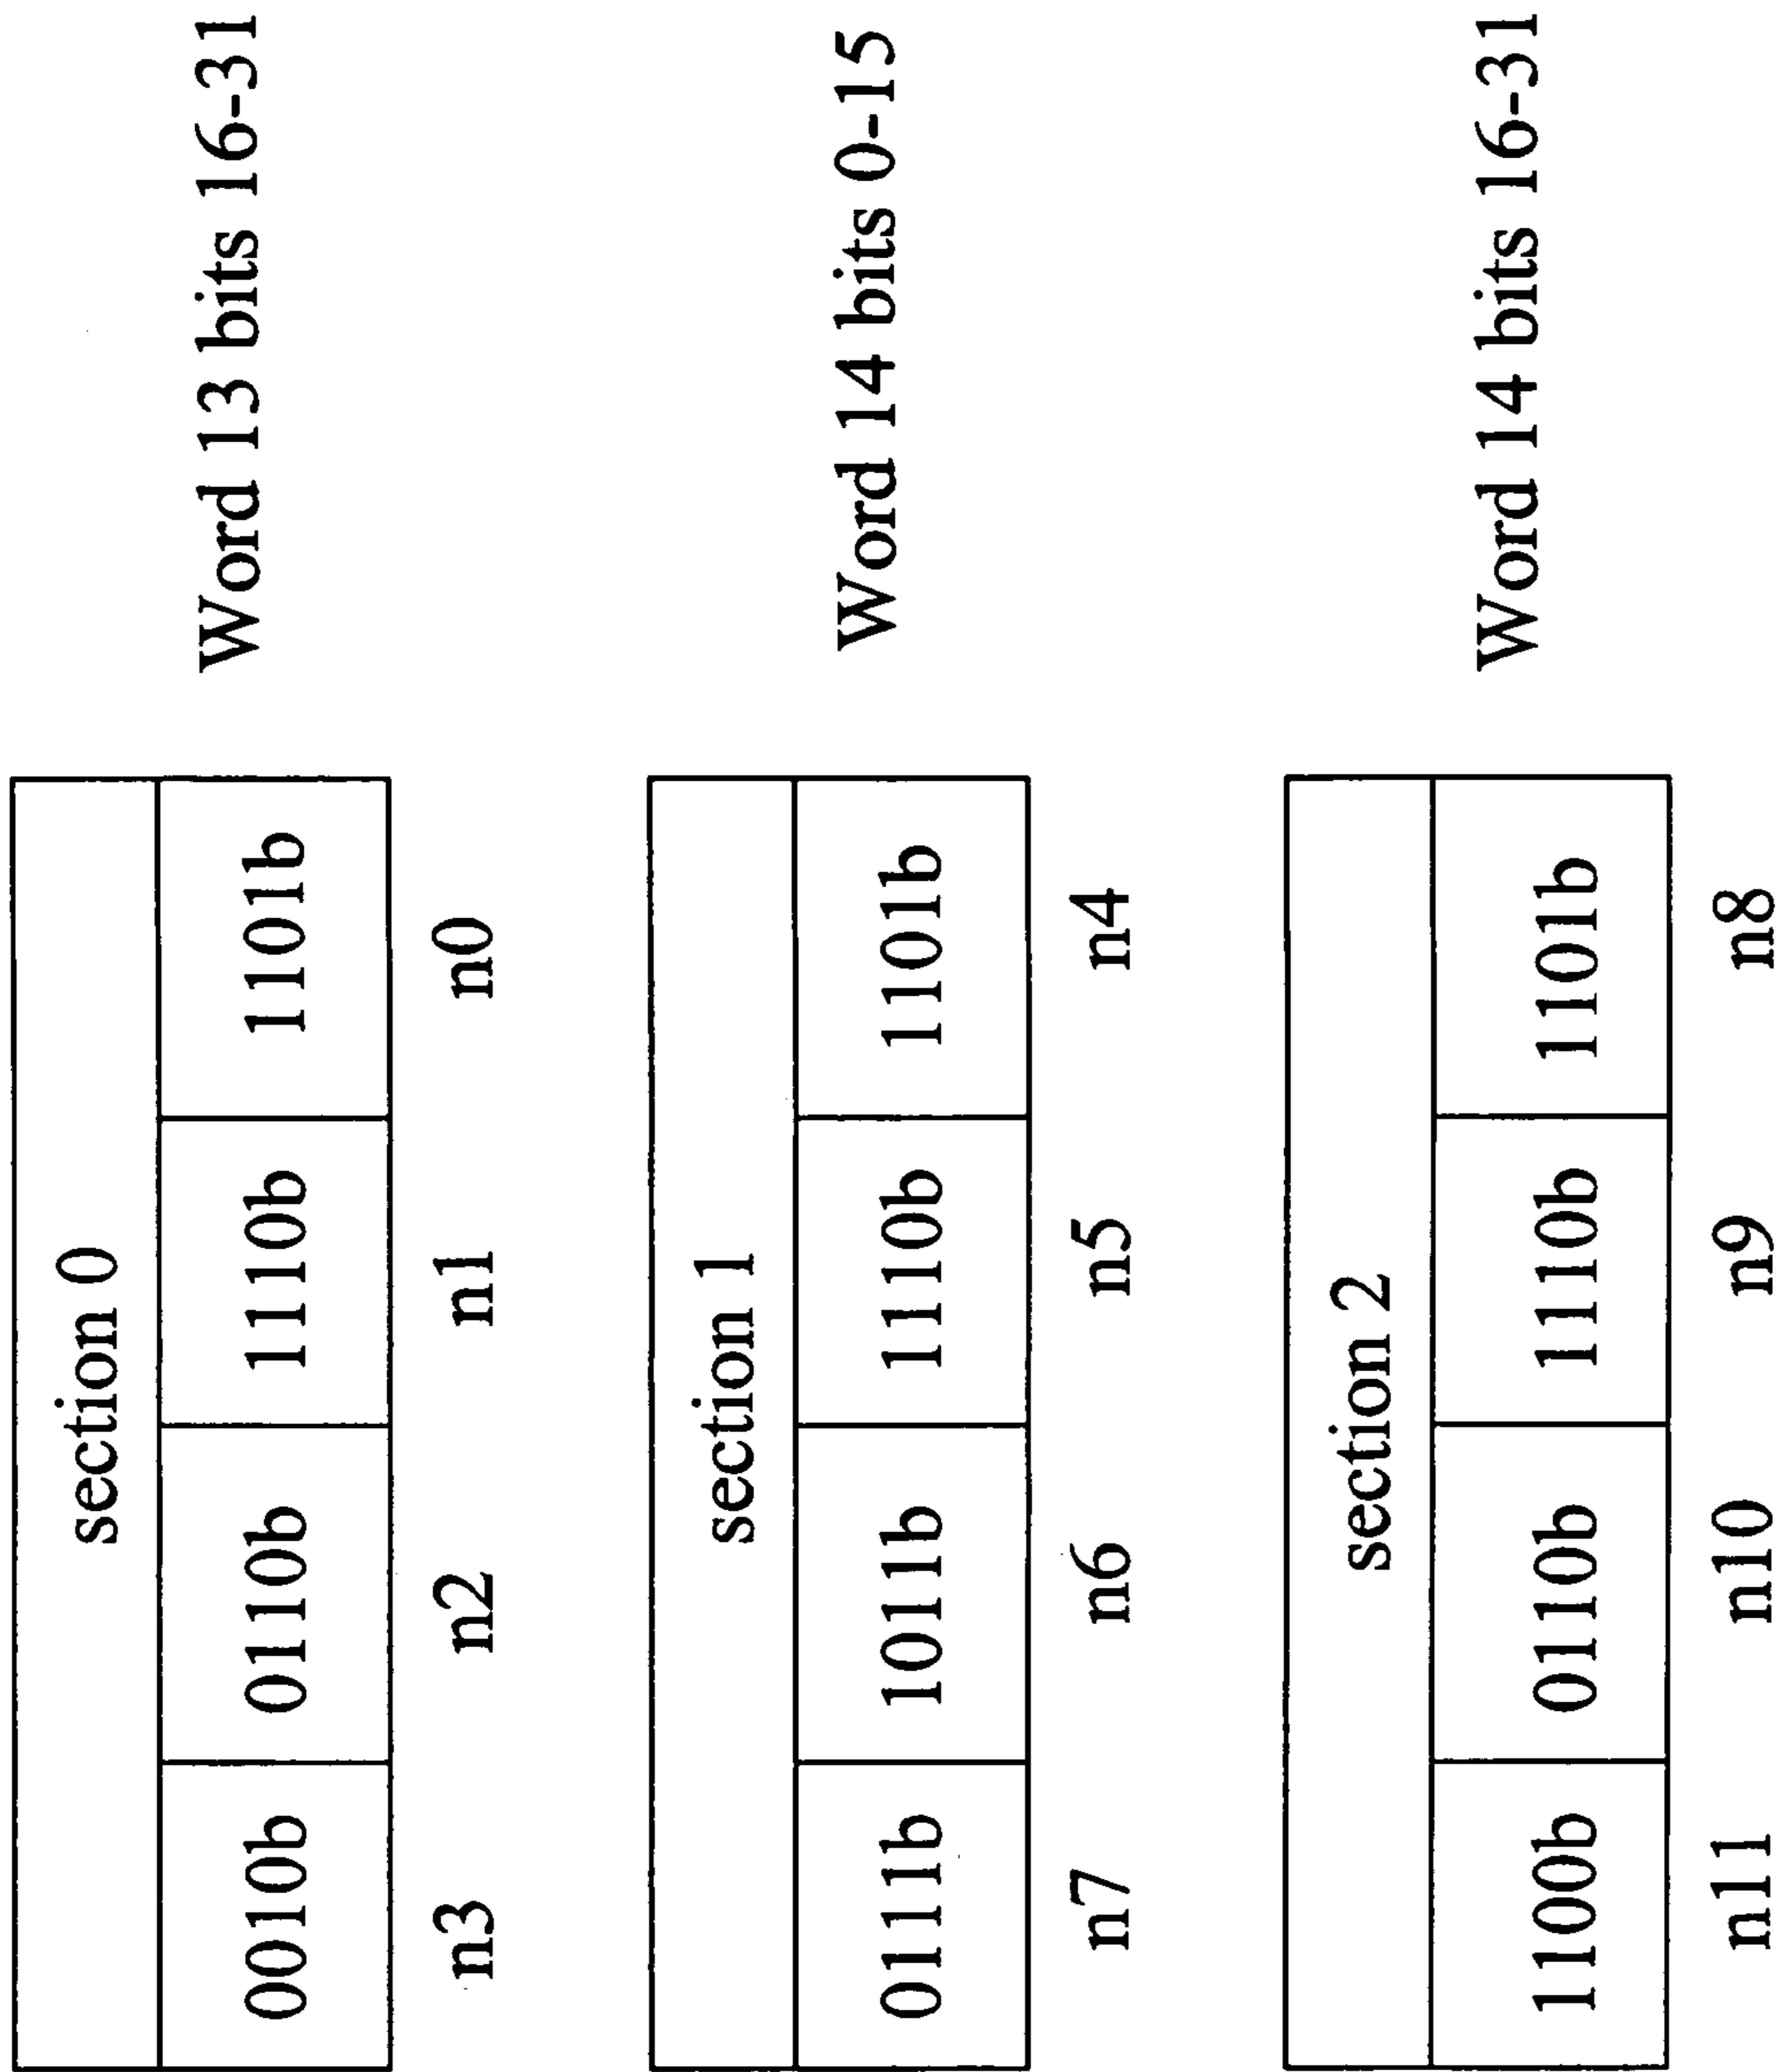 section 0
0010b 0110b 1110b 1101b Word 13 bits 16-31
n3 n2 n1 n0
section 1
0111b 1011b 1110b 1101b Word 14 bits 0-15
n7 n6 n5 n4
section 2
1100b 0110b 1110b 1101b Word 14 bits 16-31
n11 n10 n9 n8